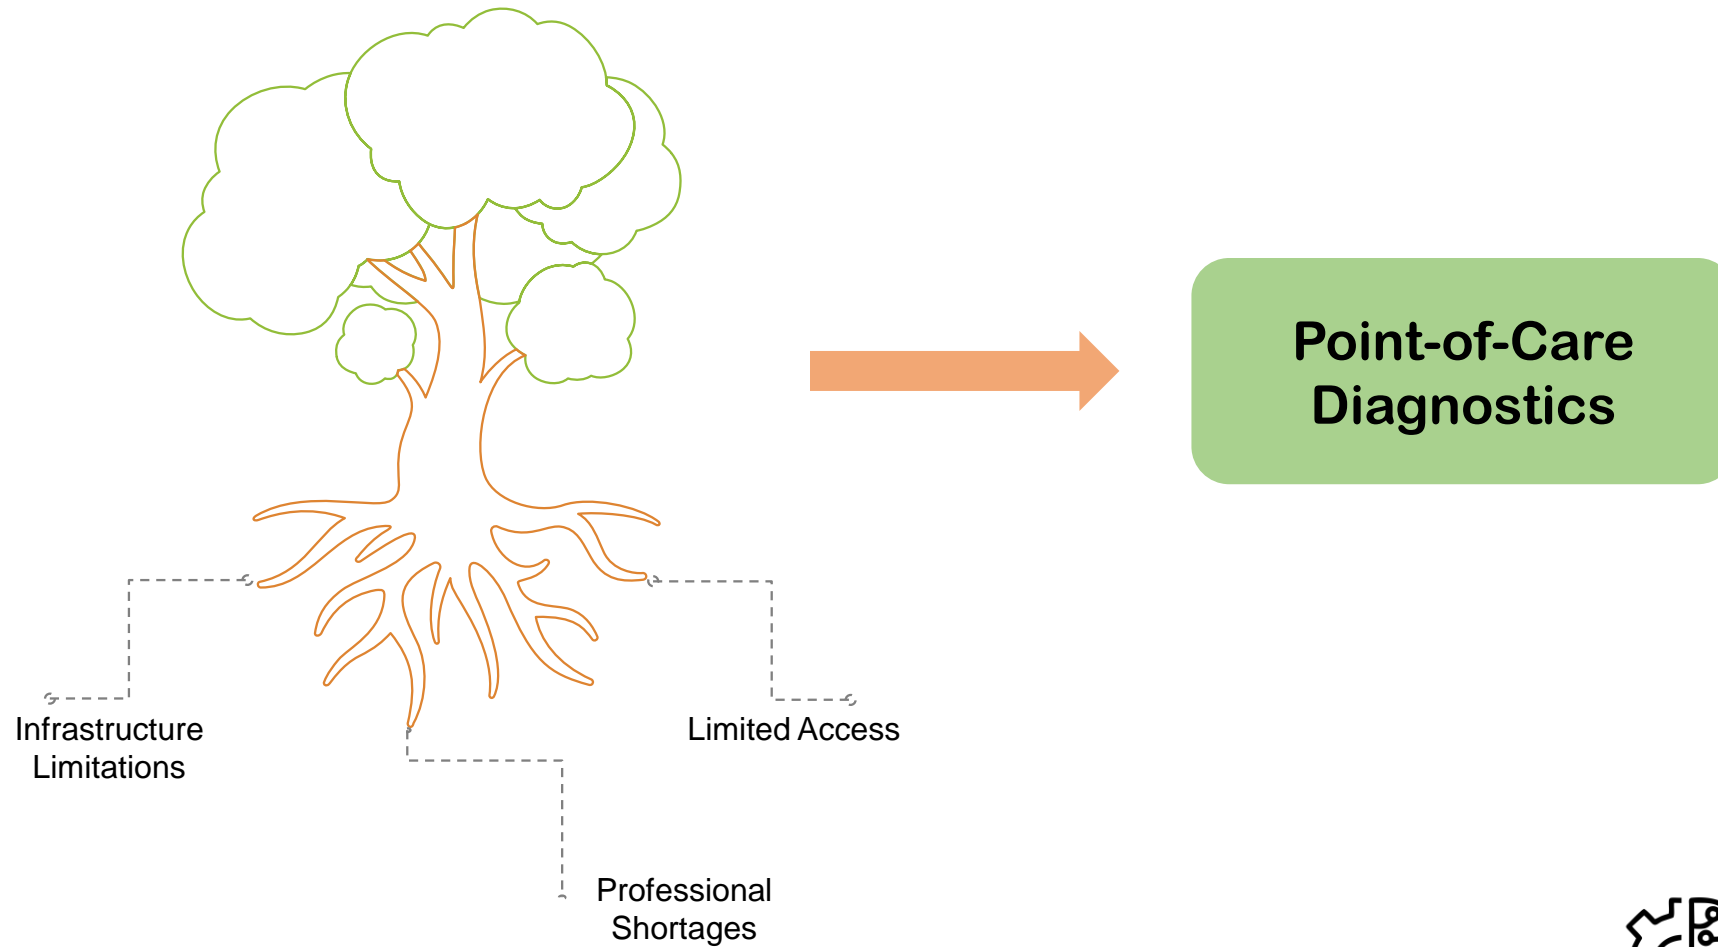 Point-of-Care
Diagnostics
Infrastructure
Limitations
Limited Access
Professional
Shortages